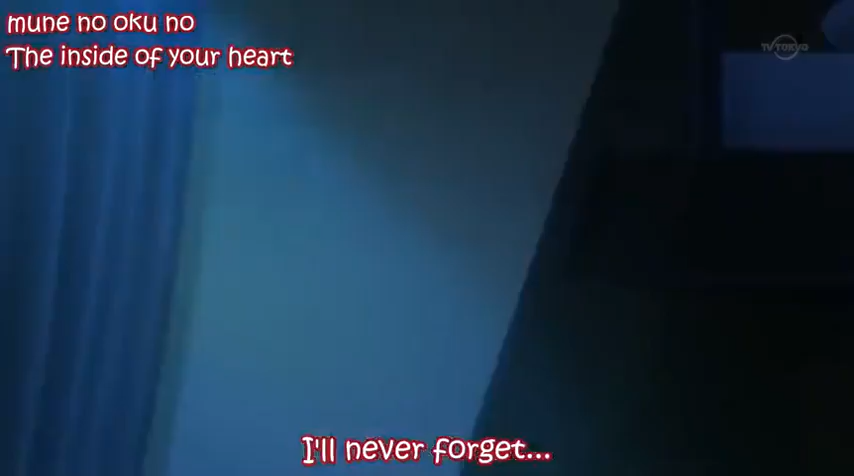 mune no oku no
The inside of your heart
TV TOKYO
I'll never forget...